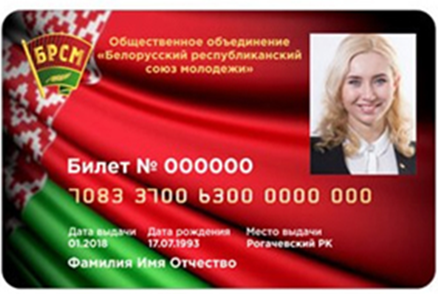 БРСМ
Общественное объединение
«Белорусский республиканский
союз молодежи»
Билет № 000000
7083 3700 6300 0000 000
Дата выдачи Дата рождения Место выдачи
01.2018 17.07.1993 Рогачевский РК
Фамилия Имя Отчество